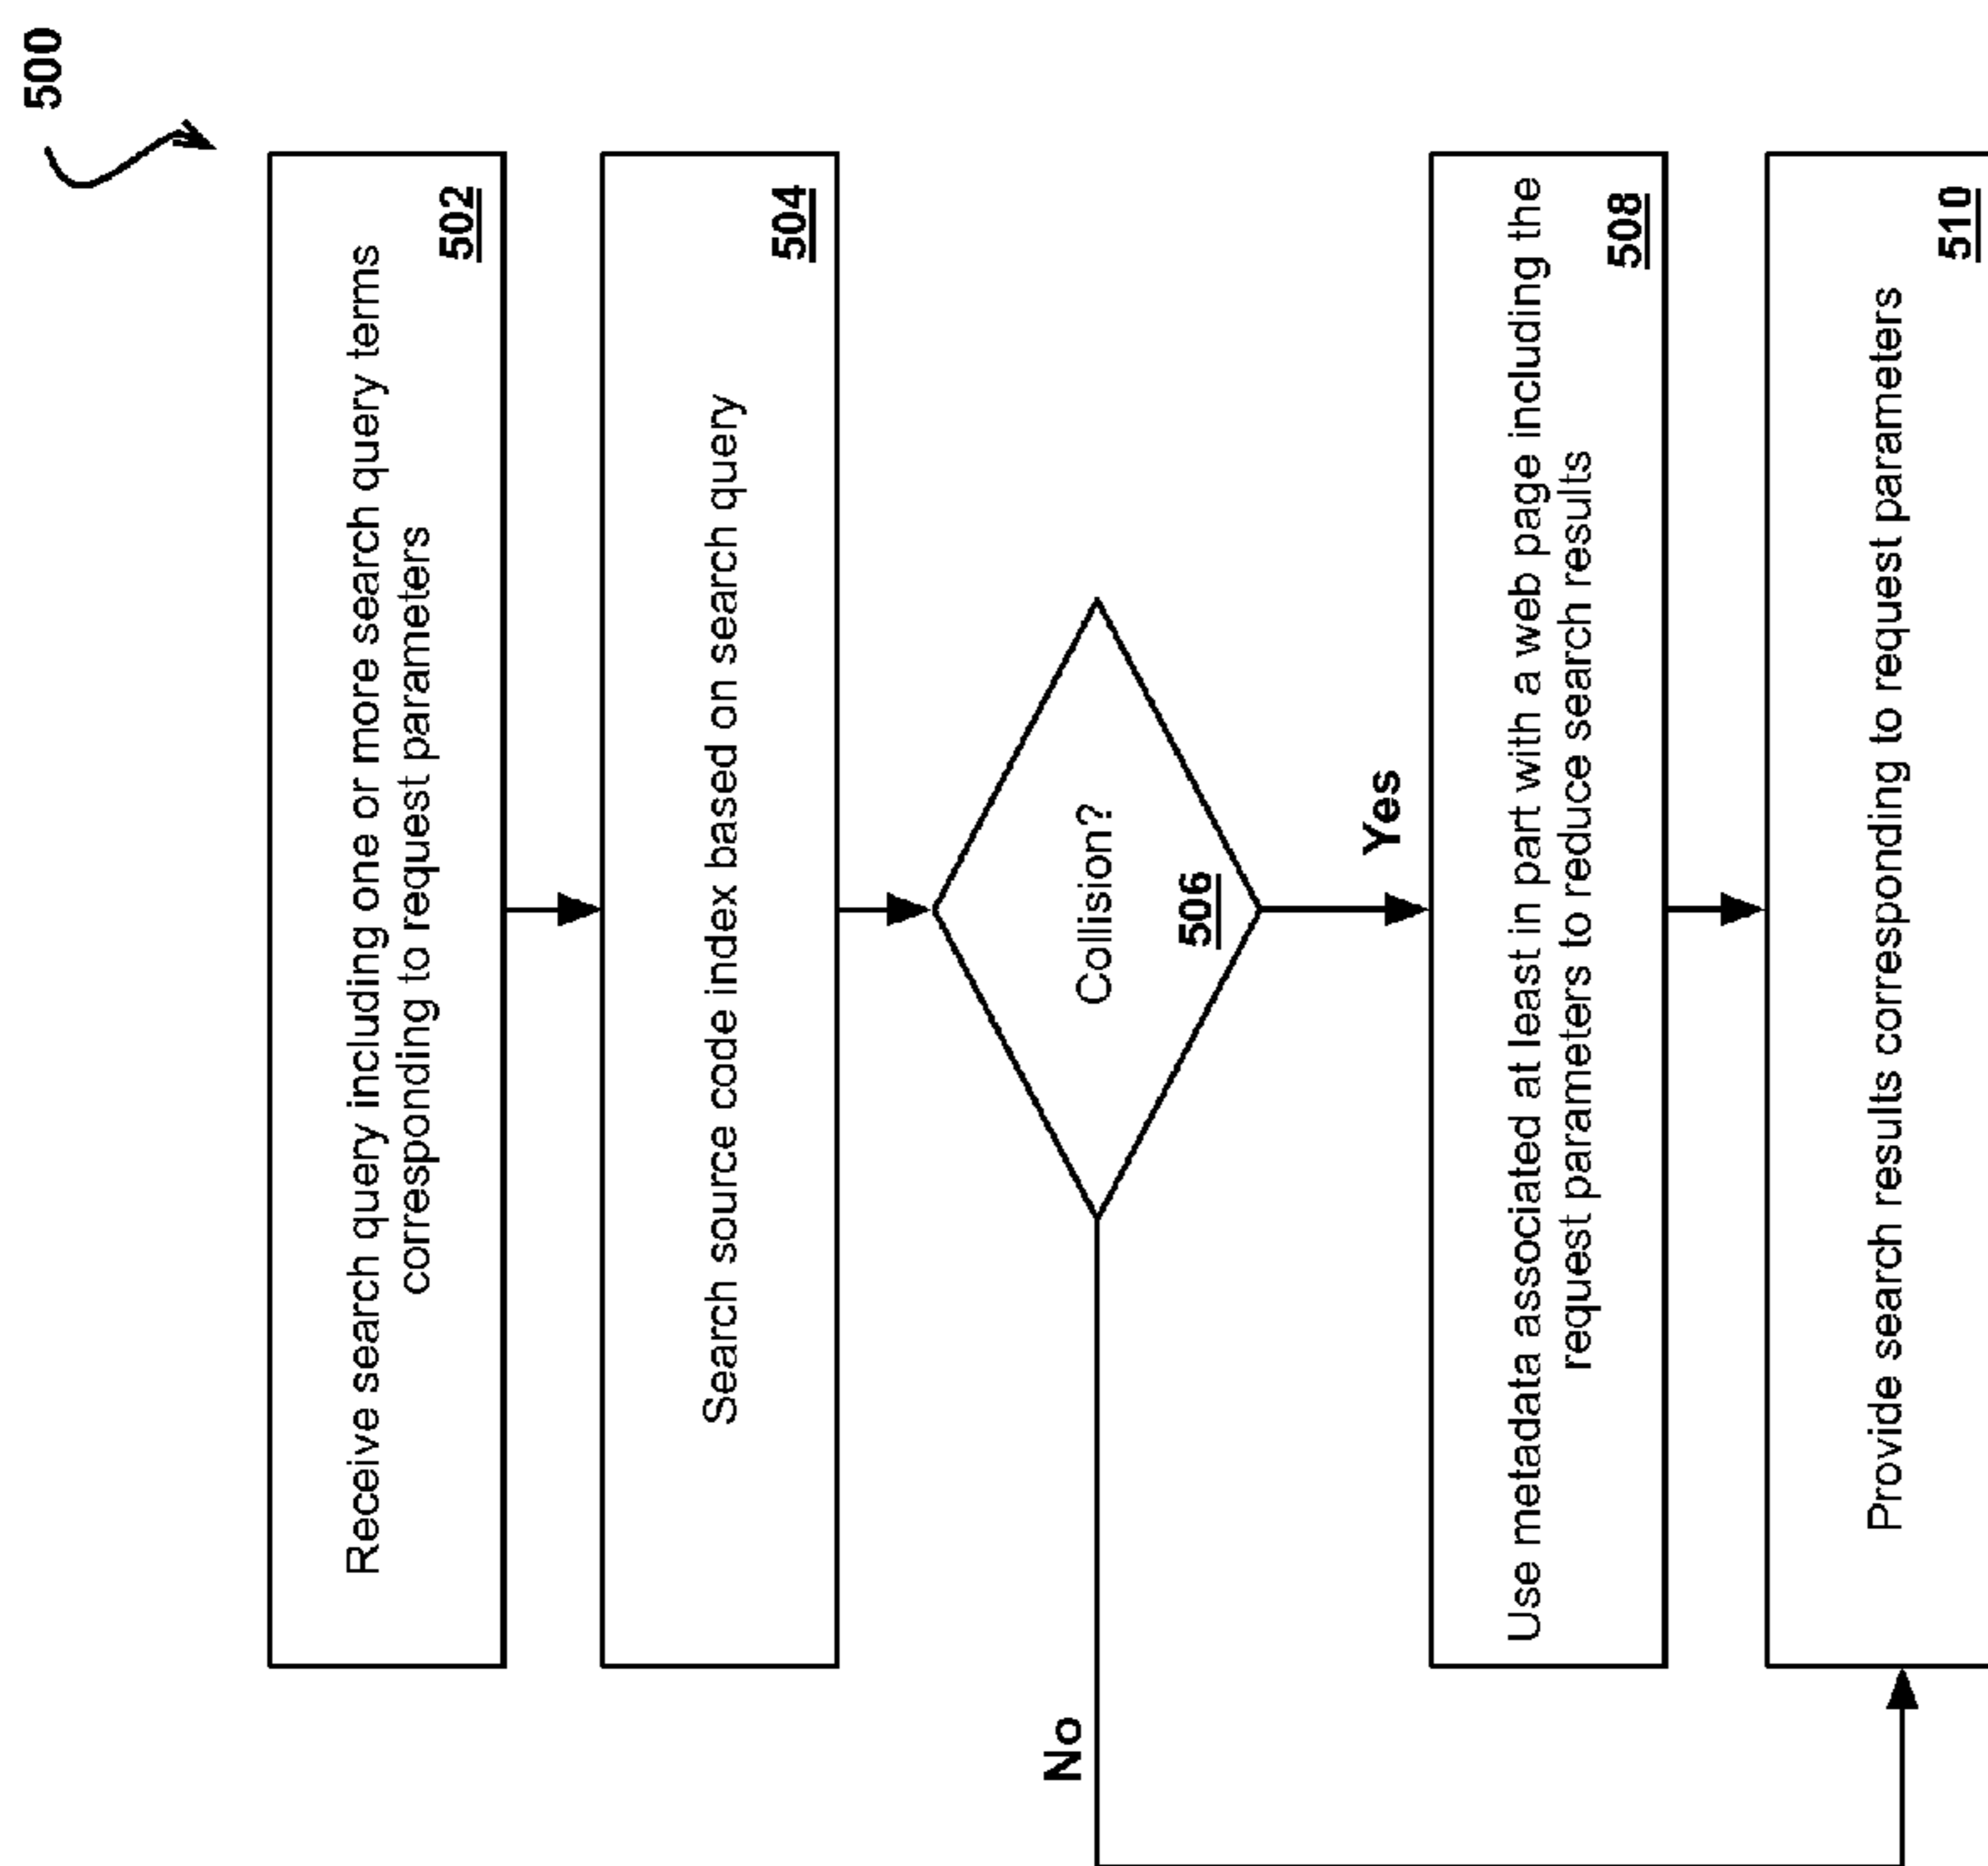 500
Receive search query including one or more search query terms
corresponding to request parameters
502
Search source code index based on search query
504
Collision?
506
No
Yes
Use metadata associated at least in part with a web page including the
request parameters to reduce search results
508
Provide search results corresponding to request parameters
510